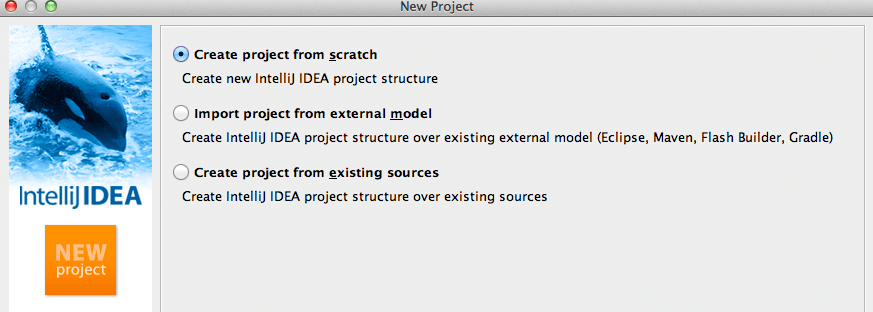 New Project
Create project from scratch
Create new IntelliJ IDEA project structure
Import project from external model
Create IntelliJ IDEA project structure over existing external model (Eclipse, Maven, Flash Builder, Gradle)
Create project from existing sources
Create IntelliJ IDEA project structure over existing sources
IntelliJ IDEA
NEW
project